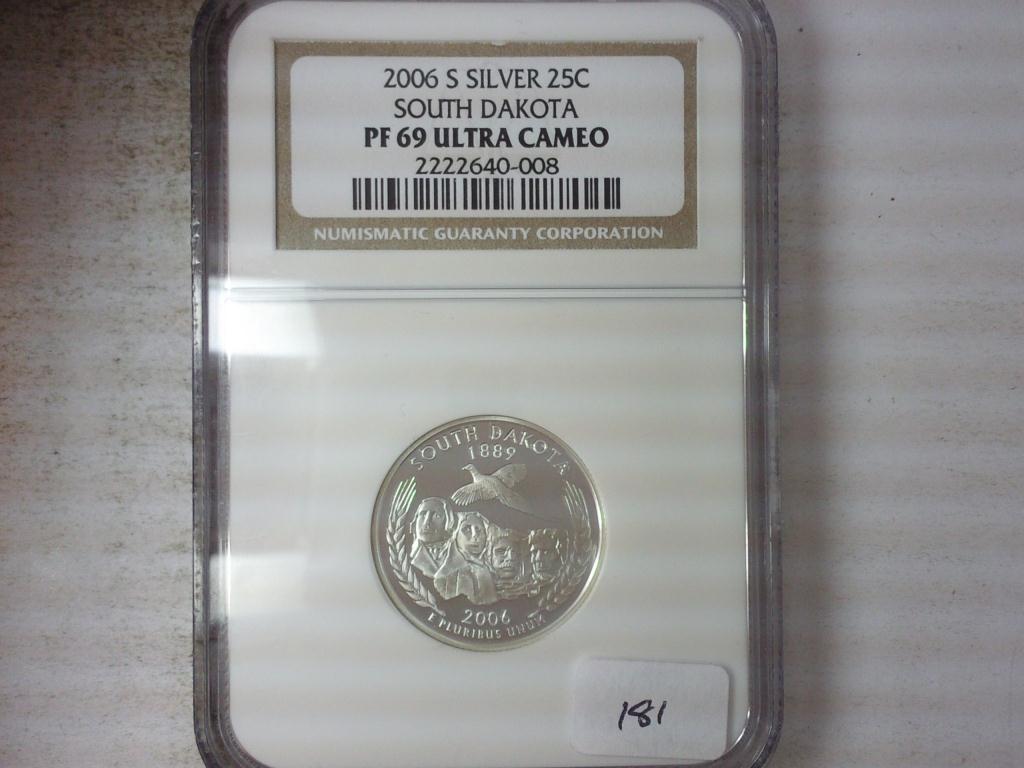 2006 S SILVER 25C
SOUTH DAKOTA
PF 69 ULTRA CAMEO
2222640-008
NUMISMATIC GUARANTY CORPORATION
SOUTH DAKOTA
1889
2006
E PLURIBUS UNUM
181